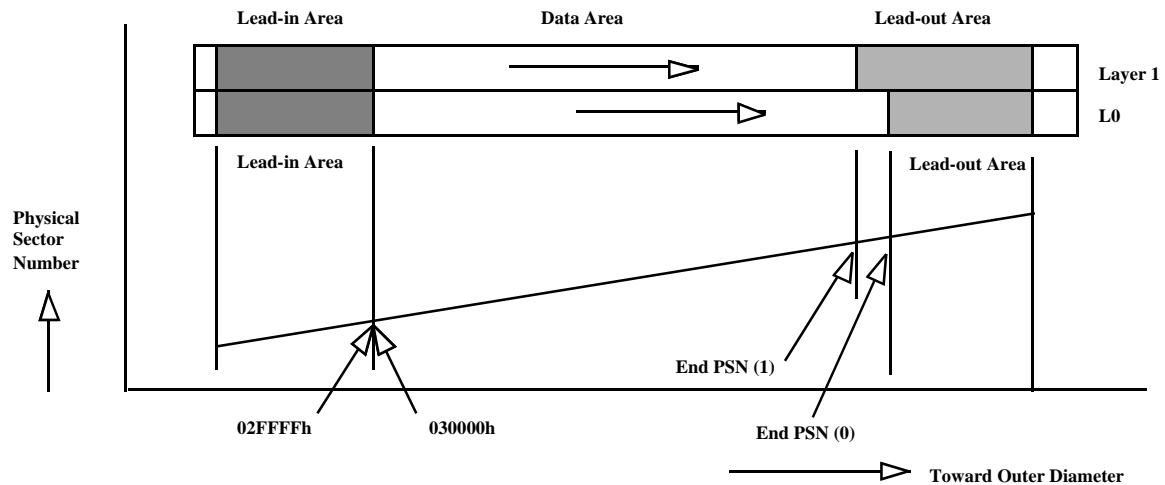 Lead-in Area
Data Area
Lead-out Area
Layer 1
L0
Lead-in Area
Lead-out Area
Physical
Sector
Number
End PSN (1)
02FFFFh
030000h
End PSN (0)
Toward Outer Diameter